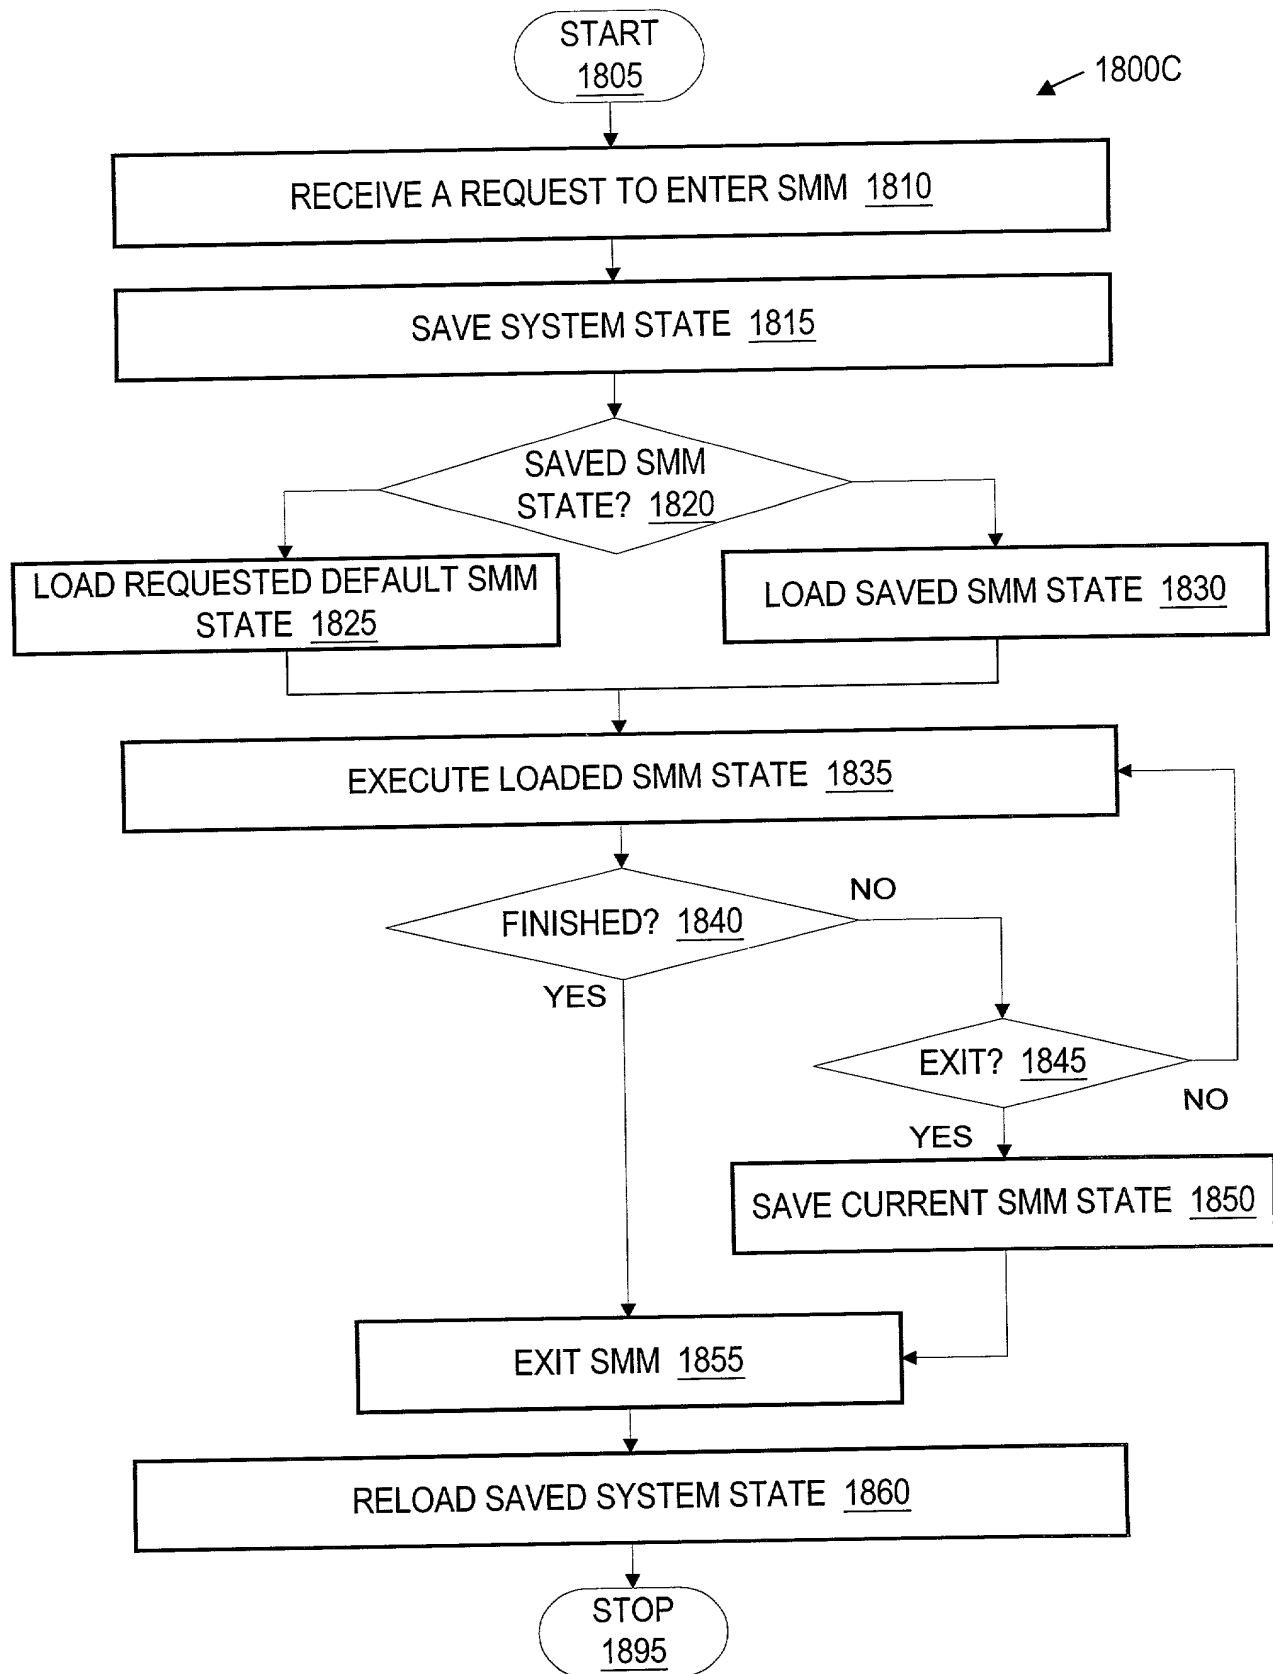 START
1805
1800C
RECEIVE A REQUEST TO ENTER SMM 1810
SAVE SYSTEM STATE 1815
SAVED SMM
STATE? 1820
LOAD REQUESTED DEFAULT SMM
STATE 1825
LOAD SAVED SMM STATE 1830
EXECUTE LOADED SMM STATE 1835
FINISHED? 1840
NO
YES
EXIT? 1845
NO
YES
SAVE CURRENT SMM STATE 1850
EXIT SMM 1855
RELOAD SAVED SYSTEM STATE 1860
STOP
1895